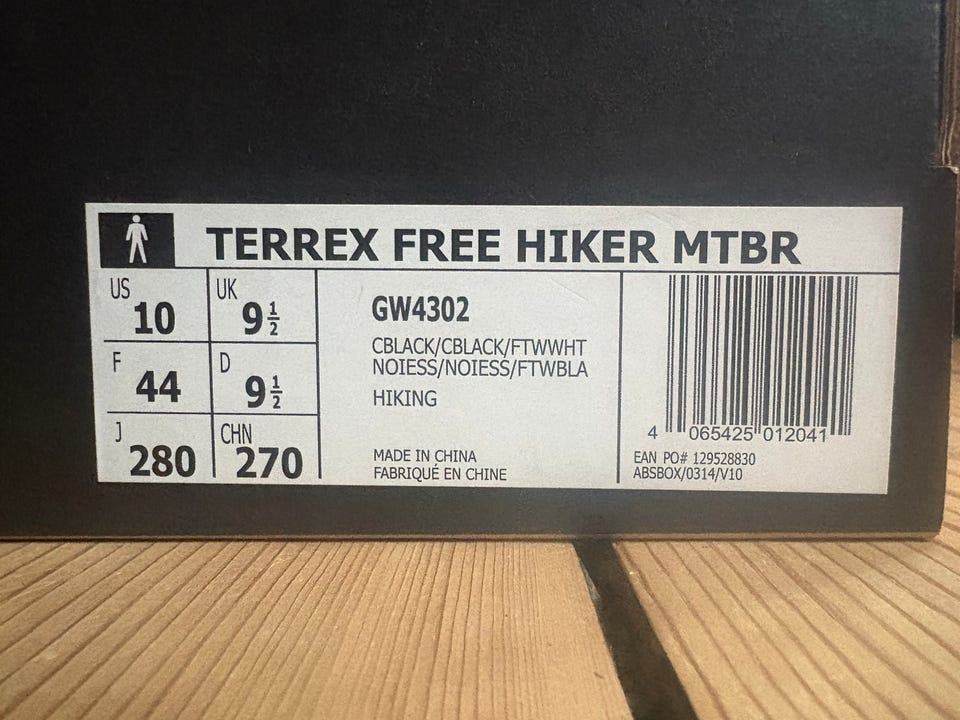 TERREX FREE HIKER MTBR
US 10 UK 9 ½
F 44 D 9 ½
J 280 CHN 270
GW4302
CBLACK/CBLACK/FTWWHT
NOIESS/NOIESS/FTWBLA
HIKING
MADE IN CHINA
FABRIQUÉ EN CHINE
4 065425 012041
EAN PO# 129528830
ABSBOX/0314/V10